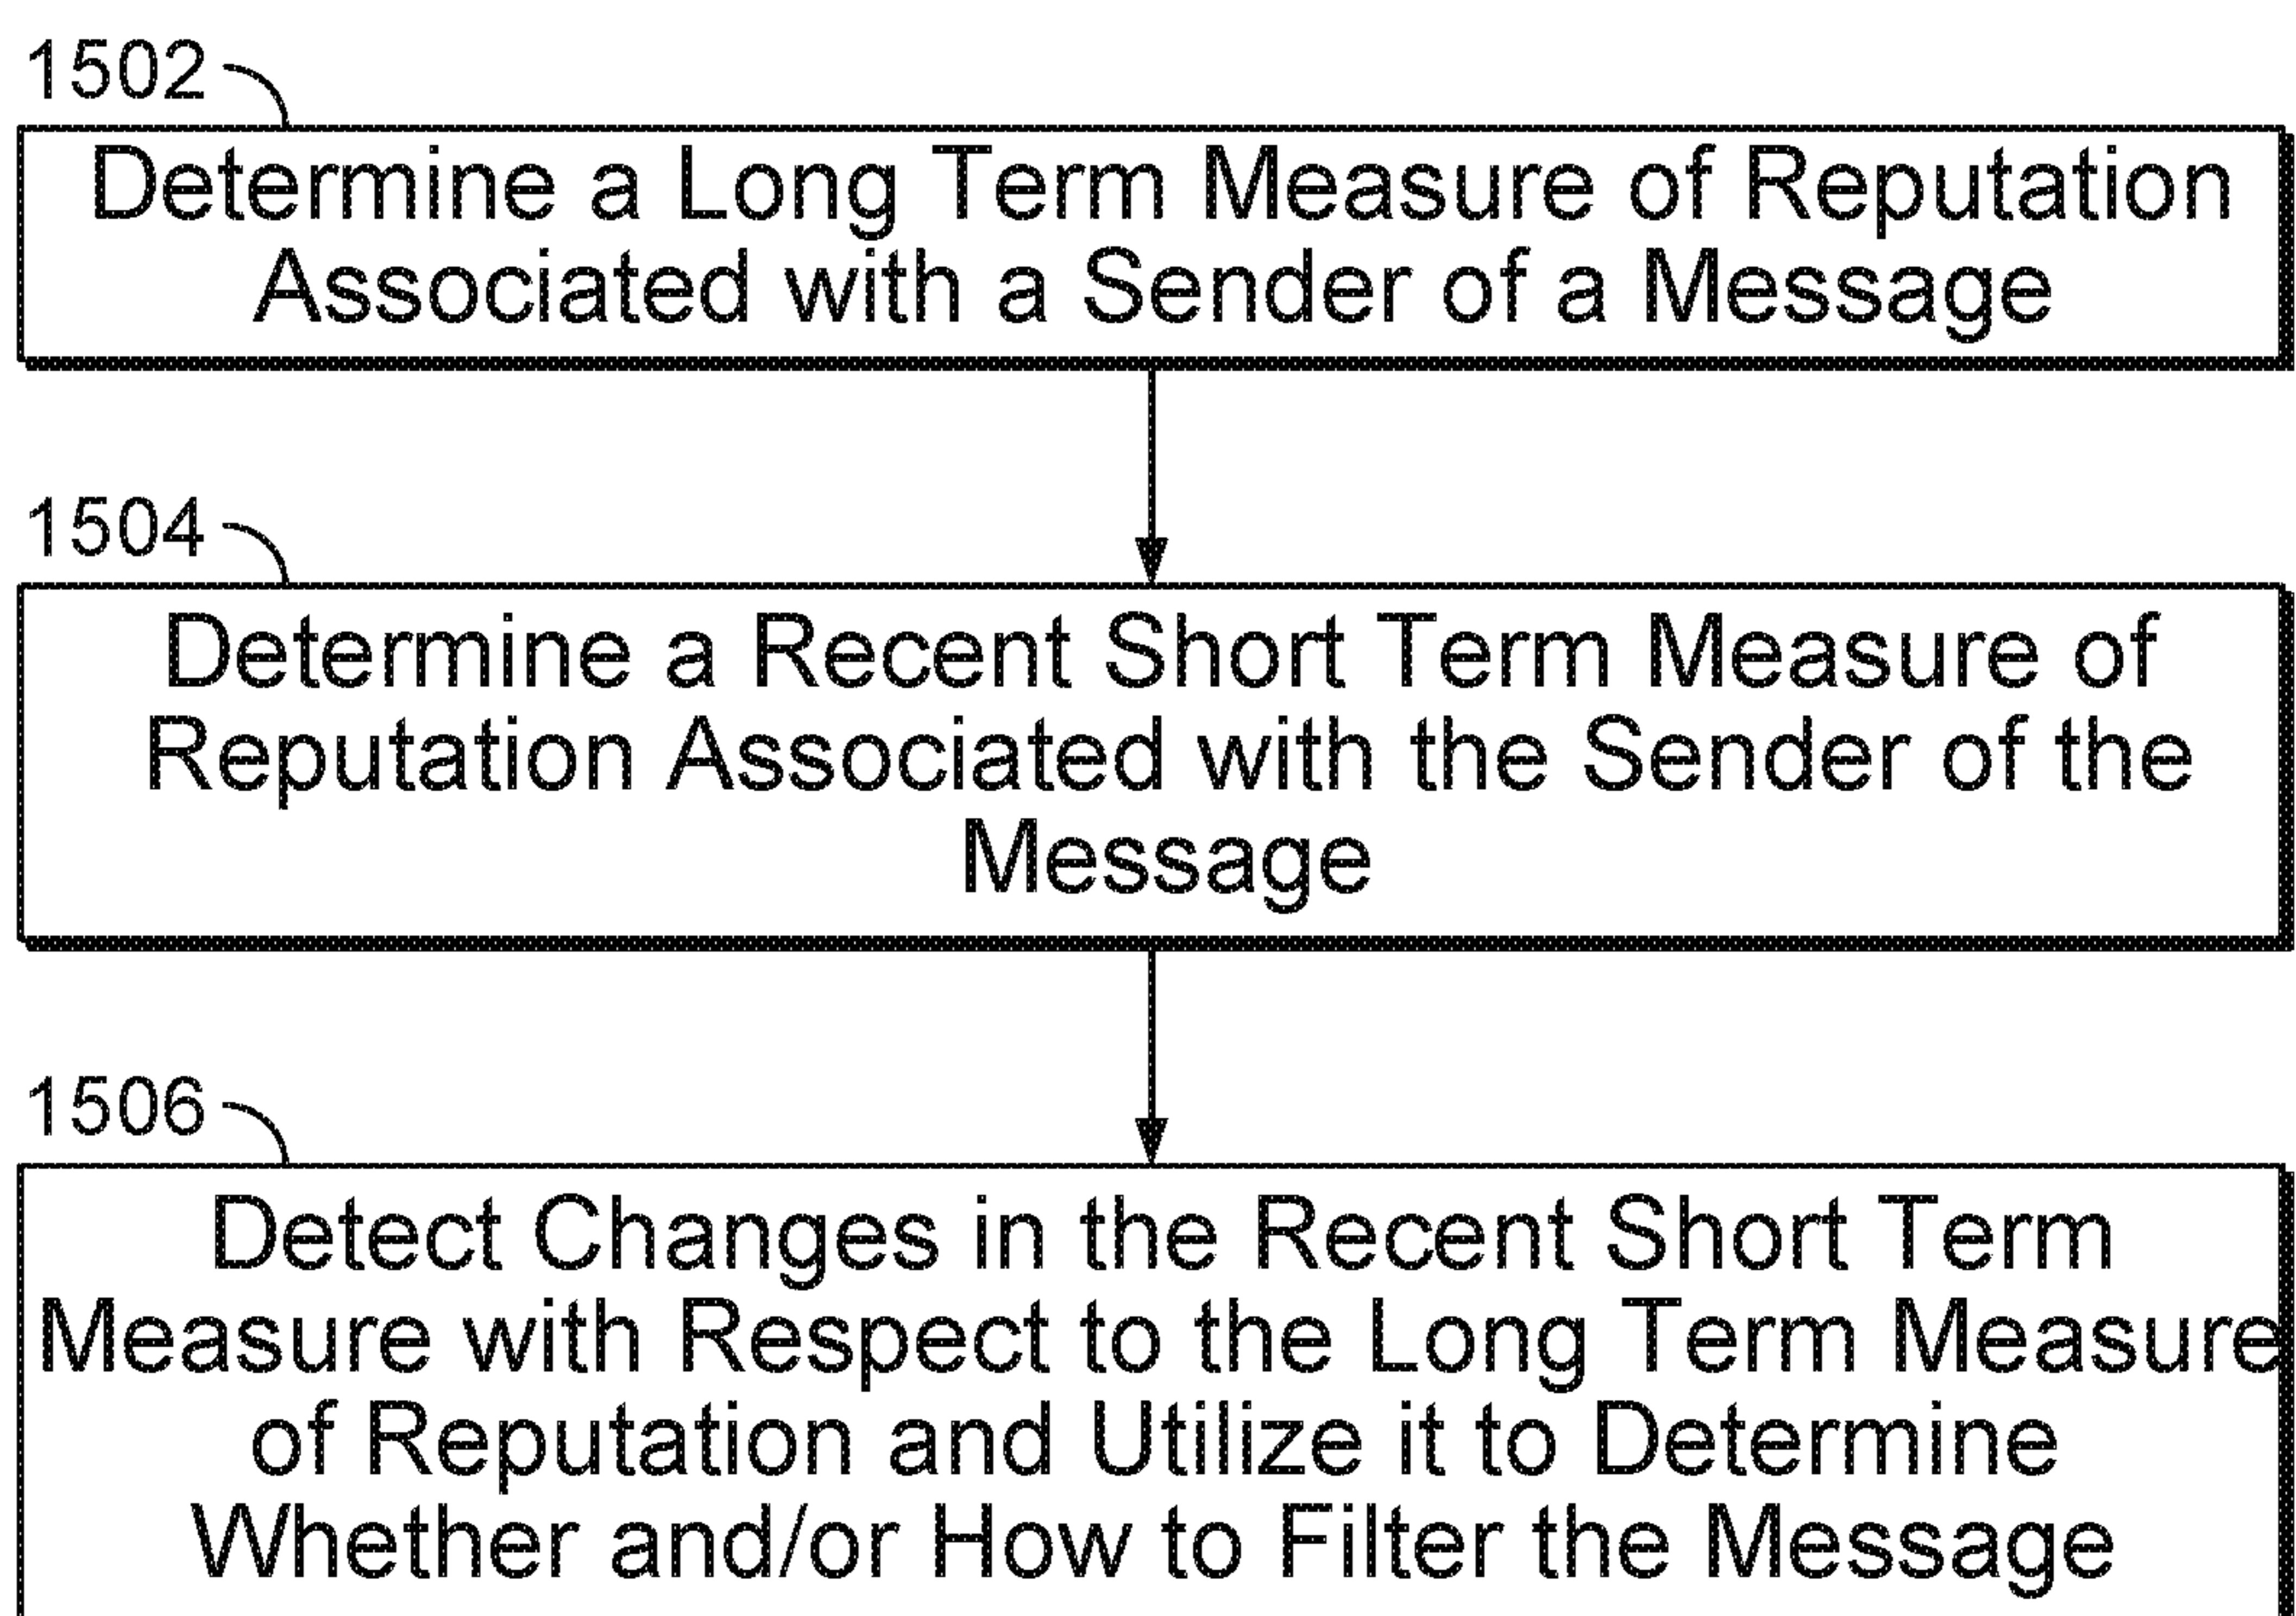 1502
Determine a Long Term Measure of Reputation
Associated with a Sender of a Message
1504
Determine a Recent Short Term Measure of
Reputation Associated with the Sender of the
Message
1506
Detect Changes in the Recent Short Term
Measure with Respect to the Long Term Measure
of Reputation and Utilize it to Determine
Whether and/or How to Filter the Message